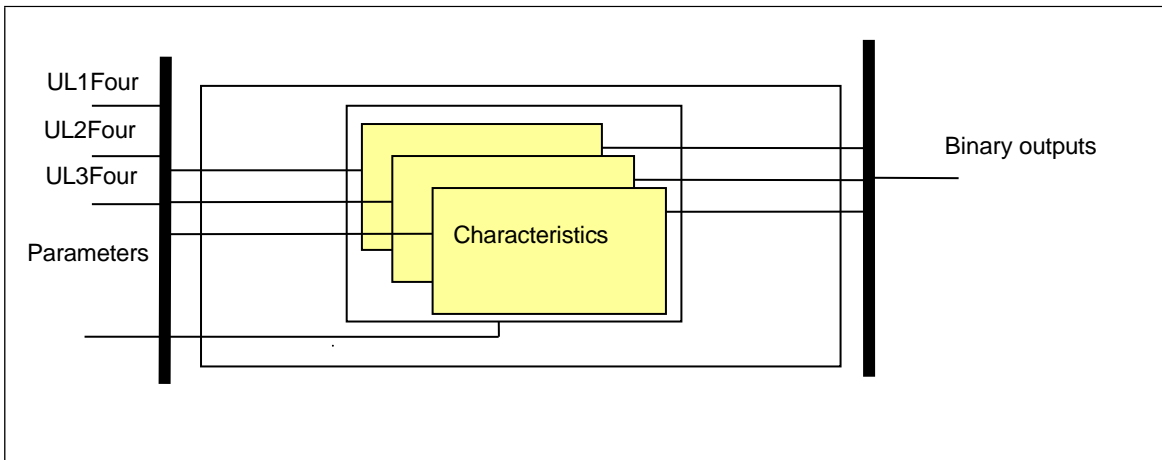 UL1Four
UL2Four
UL3Four
Parameters
Characteristics
Binary outputs